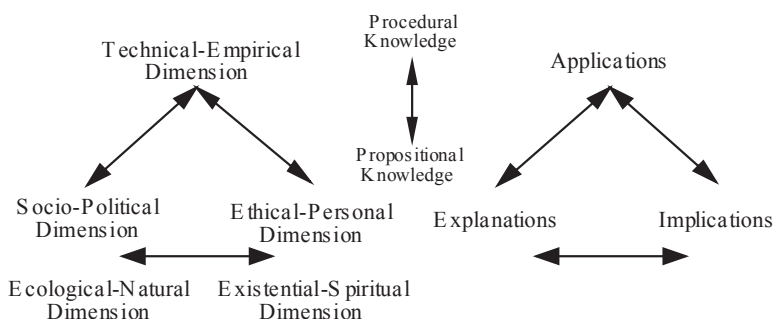 Technical-Empirical
Dimension
Socio-Political
Dimension
Ethical-Personal
Dimension
Ecological-Natural
Dimension
Existential-Spiritual
Dimension
Procedural
Knowledge
Propositional
Knowledge
Applications
Explanations
Implications